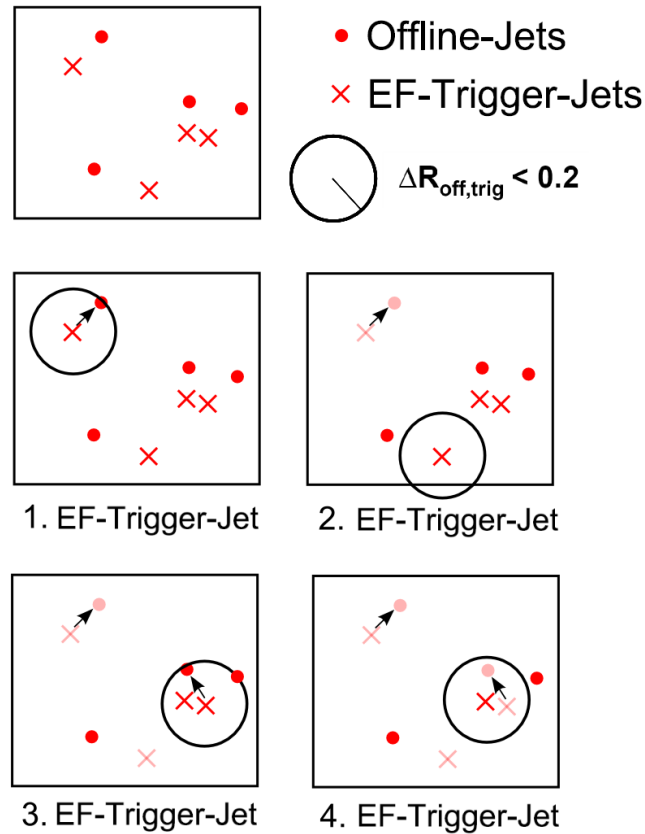 Offline-Jets
EF-Trigger-Jets
ΔRoff,trig < 0.2
1. EF-Trigger-Jet
2. EF-Trigger-Jet
3. EF-Trigger-Jet
4. EF-Trigger-Jet